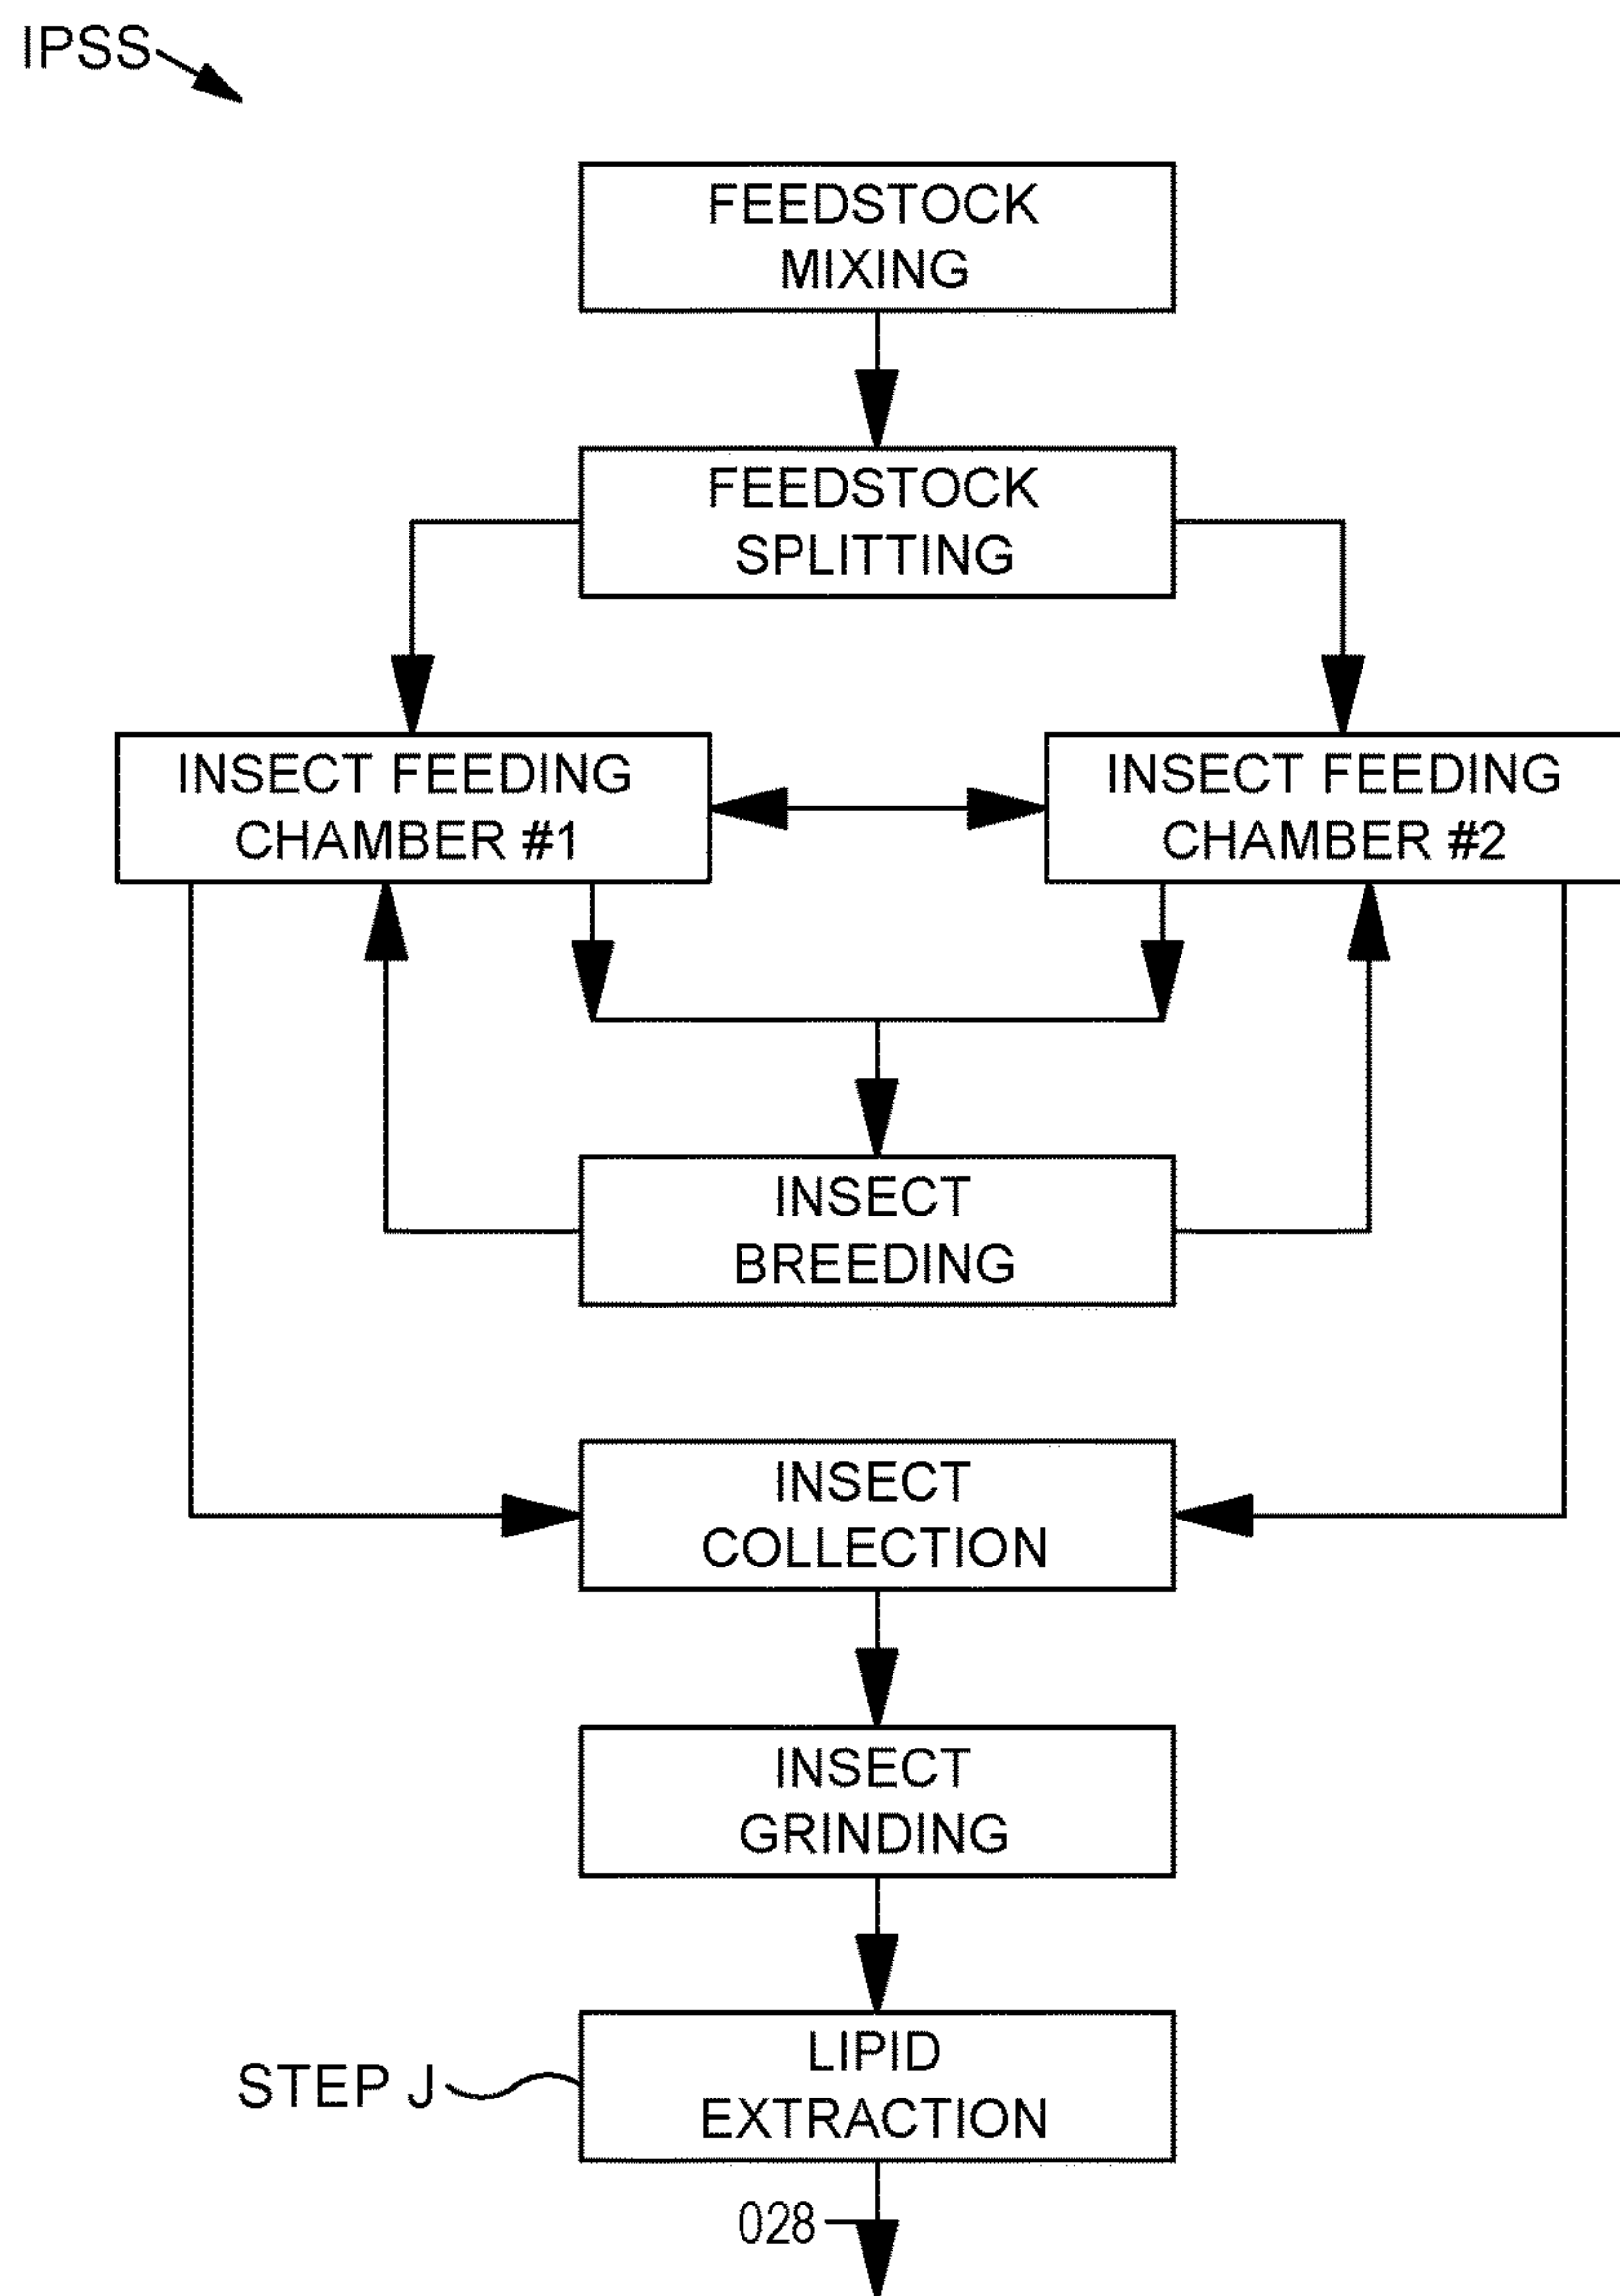 IPSS
FEEDSTOCK
MIXING
FEEDSTOCK
SPLITTING
INSECT FEEDING
CHAMBER #1
INSECT FEEDING
CHAMBER #2
INSECT
BREEDING
INSECT
COLLECTION
INSECT
GRINDING
LIPID
EXTRACTION
STEP J
028